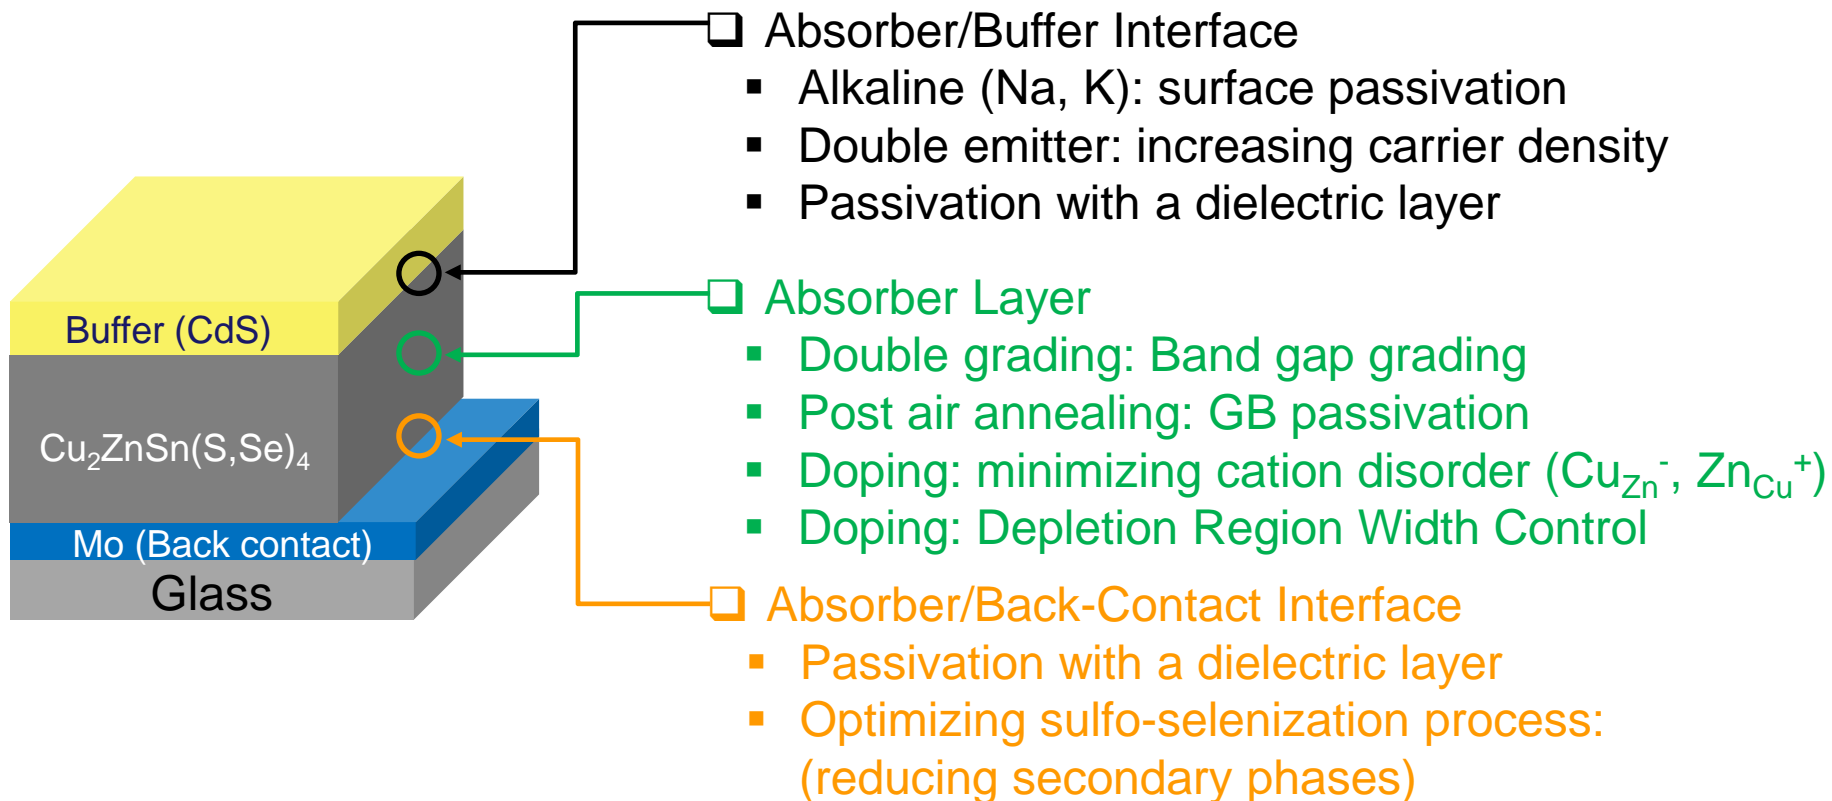 ❑ Absorber/Buffer Interface
▪ Alkaline (Na, K): surface passivation
▪ Double emitter: increasing carrier density
▪ Passivation with a dielectric layer
❑ Absorber Layer
▪ Double grading: Band gap grading
▪ Post air annealing: GB passivation
▪ Doping: minimizing cation disorder (Cu_Zn^-, Zn_Cu^+)
▪ Doping: Depletion Region Width Control
❑ Absorber/Back-Contact Interface
▪ Passivation with a dielectric layer
▪ Optimizing sulfo-selenization process:
(reducing secondary phases)
Buffer (CdS)
Cu₂ZnSn(S,Se)₄
Mo (Back contact)
Glass